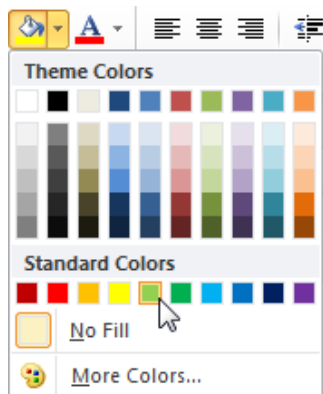 A
Theme Colors
Standard Colors
No Fill
More Colors...